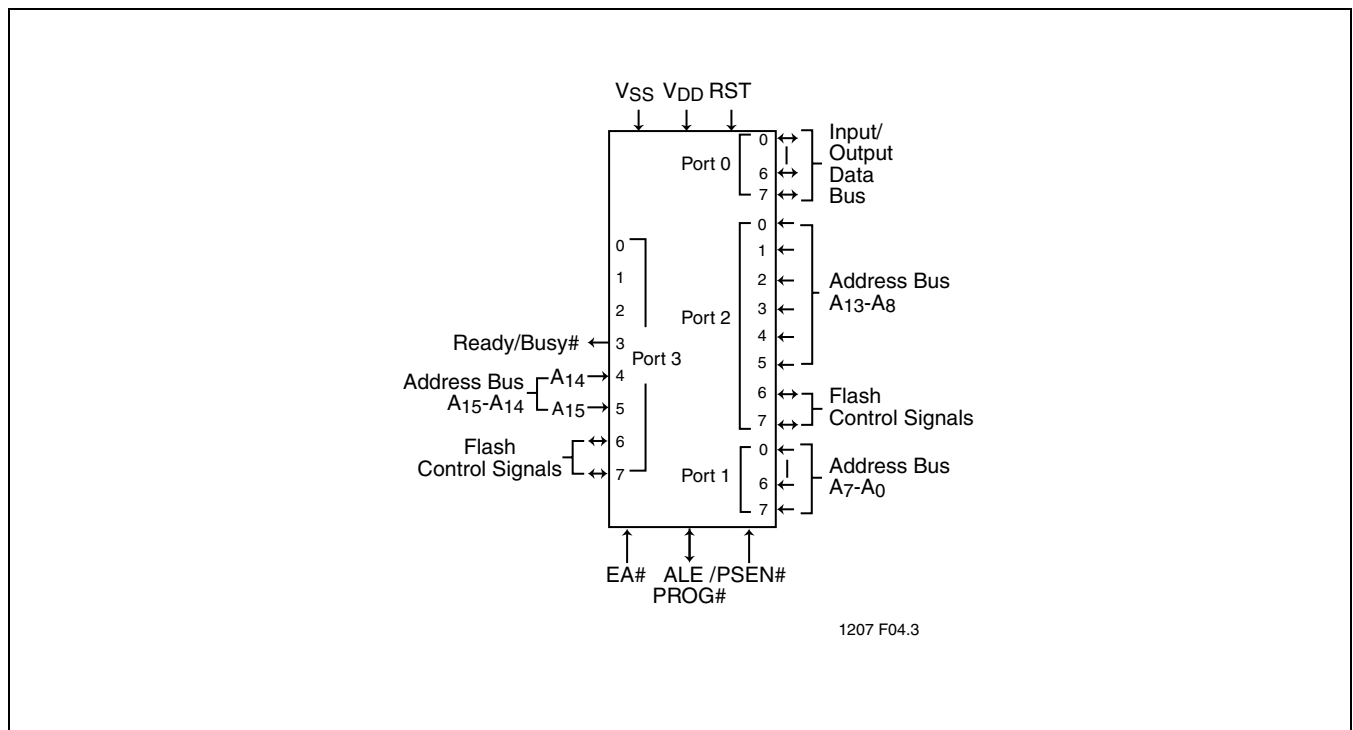 VSS VDD RST
Port 0
0
6
7
Input/
Output
Data
Bus
0
1
2
3
Ready/Busy#
Port 3
4
A14
Address Bus
A15-A14
5
A15
6
7
Flash
Control Signals
Port 2
0
1
2
3
4
5
Address Bus
A13-A8
6
7
Flash
Control Signals
Port 1
0
6
7
Address Bus
A7-A0
EA# ALE /PSEN#
PROG#
1207 F04.3